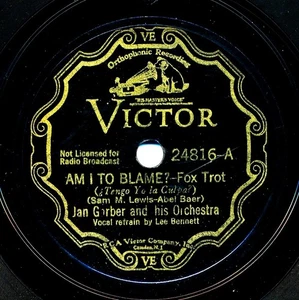 VE
Orthophonic Recording
"HIS MASTER'S VOICE"
VICTOR
Not Licensed for
Radio Broadcast
24816-A
AM I TO BLAME?-Fox Trot
(¿Tengo Yo la Culpa?)
(Sam M. Lewis-Abel Baer)
Jan Garber and his Orchestra
Vocal refrain by Lee Bennett
RCA Victor Company, I
Camden, N.J.
VE